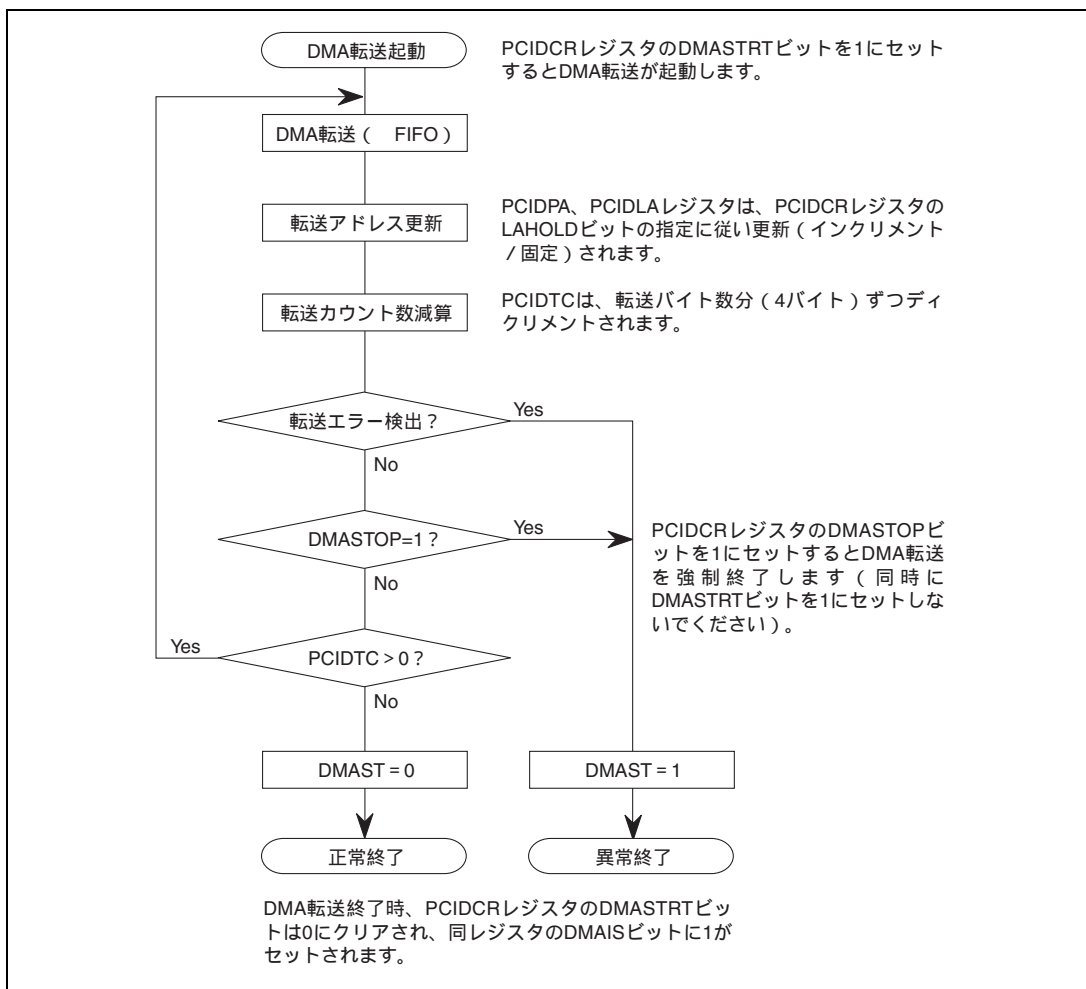 DMA転送起動
PCIDCRレジスタのDMASTRTビットを1にセット
するとDMA転送が起動します。
DMA転送（　FIFO）
転送アドレス更新
PCIDPA、PCIDLAレジスタは、PCIDCRレジスタの
LAHOLDビットの指定に従い更新（インクリメント
／固定）されます。
転送カウント数減算
PCIDTCは、転送バイト数分（4バイト）ずつディ
クリメントされます。
転送エラー検出？
Yes
No
DMASTOP=1？
Yes
No
PCIDCRレジスタのDMASTOPビ
ットを1にセットするとDMA転送
を強制終了します（同時に
DMASTRTビットを1にセットしな
いでください）。
Yes
PCIDTC＞0？
No
DMAST = 0
DMAST = 1
正常終了
異常終了
DMA転送終了時、PCIDCRレジスタのDMASTRTビッ
トは0にクリアされ、同レジスタのDMAISビットに1が
セットされます。